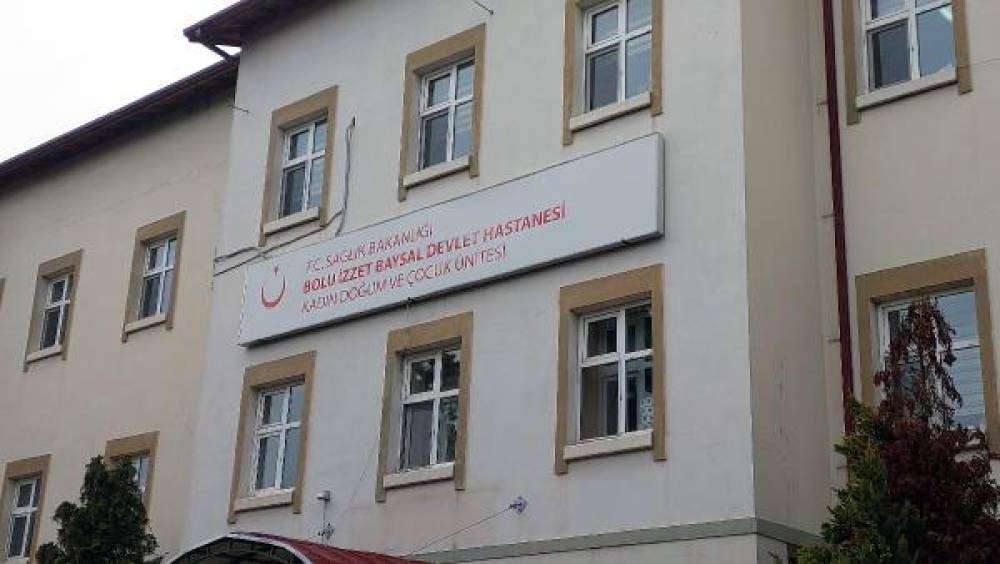 T.C. SAĞLIK BAKANLIĞI
BOLU İZZET BAYSAL DEVLET HASTANESİ
KADIN DOĞUM VE ÇOCUK ÜNİTESİ